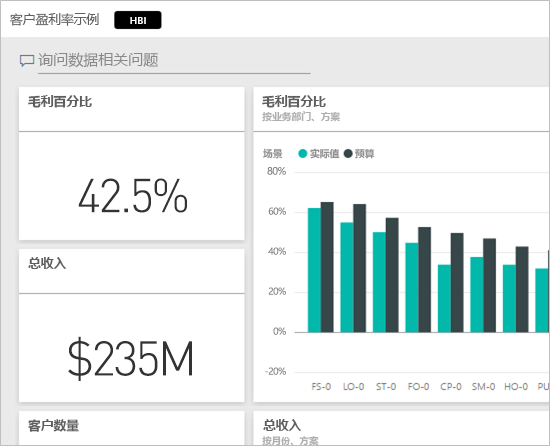 客户盈利率示例 HBI
询问数据相关问题
毛利百分比
42.5%
总收入
$235M
客户数量
毛利百分比
按业务部门、方案
场景 实际值 预算
80%
60%
40%
20%
0%
-20%
FS-0 LO-0 ST-0 FO-0 CP-0 SM-0 HO-0 PU
总收入
按月份、方案